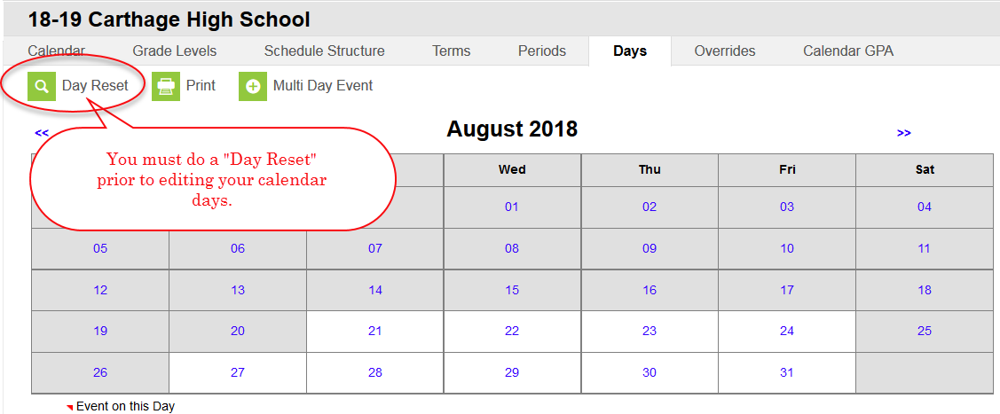 18-19 Carthage High School
Calendar Grade Levels Schedule Structure Terms Periods Days Overrides Calendar GPA
Day Reset Print Multi Day Event
<< August 2018 >>
You must do a "Day Reset"
prior to editing your calendar
days.
Wed Thu Fri Sat
01 02 03 04
05 06 07 08 09 10 11
12 13 14 15 16 17 18
19 20 21 22 23 24 25
26 27 28 29 30 31
Event on this Day